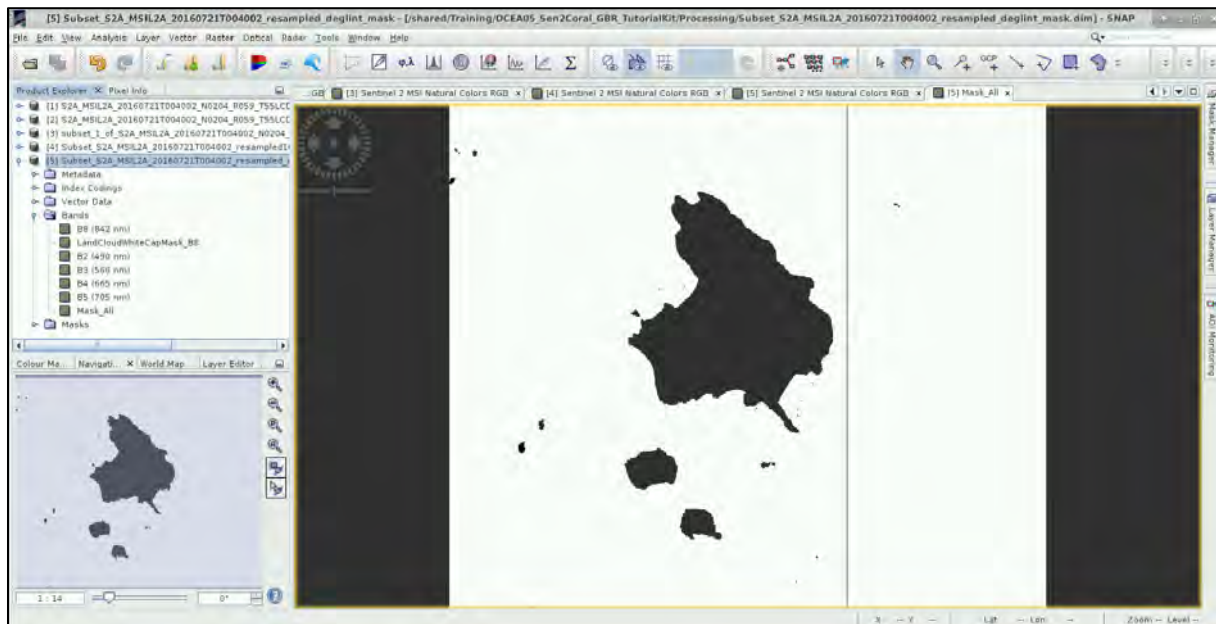 [5] Subset_S2A_MSIL2A_20160721T004002_resampled_deglint_mask - [/shared/Training/OCEA05_Sen2Coral_GBR_TutorialKit/Processing/Subset_S2A_MSIL2A_20160721T004002_resampled_deglint_mask.dim] - SNAP
File Edit View Analysis Layer Vector Raster Optical Radar Tools Window Help
Product Explorer × Pixel Info
...GB × [3] Sentinel 2 MSI Natural Colors RGB × [4] Sentinel 2 MSI Natural Colors RGB × [5] Sentinel 2 MSI Natural Colors RGB × [5] Mask_All ×
[1] S2A_MSIL2A_20160721T004002_N0204_R059_T55LCD
[2] S2A_MSIL2A_20160721T004002_N0204_R059_T55LCC
[3] subset_1_of_S2A_MSIL2A_20160721T004002_N0204_
[4] Subset_S2A_MSIL2A_20160721T004002_resampled10
[5] Subset_S2A_MSIL2A_20160721T004002_resampled_d
Metadata
Index Codings
Vector Data
Bands
B8 (842 nm)
LandCloudWhiteCapMask_B8
B2 (490 nm)
B3 (560 nm)
B4 (665 nm)
B5 (705 nm)
Mask_All
Masks
Colour Ma... Navigati... × World Map Layer Editor
1 : 14
0°
Mask Manager
Layer Manager
AOI Monitoring
X -- Y -- Lat -- Lon -- Zoom -- Level --